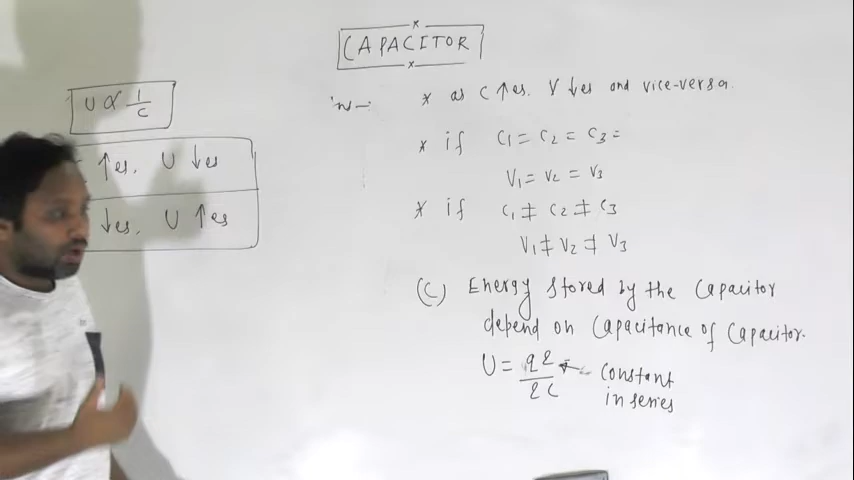 CAPACITOR
U ∝ 1/C
↑es. U ↓es
↓es. U ↑es
* as C ↑es. V ↓es and vice-versa.
* if C₁ = C₂ = C₃ =
V₁ = V₂ = V₃
* if C₁ ≠ C₂ ≠ C₃
V₁ ≠ V₂ ≠ V₃
(C) Energy stored by the Capacitor
depend on Capacitance of Capacitor.
U = q²/2C ← constant
in series